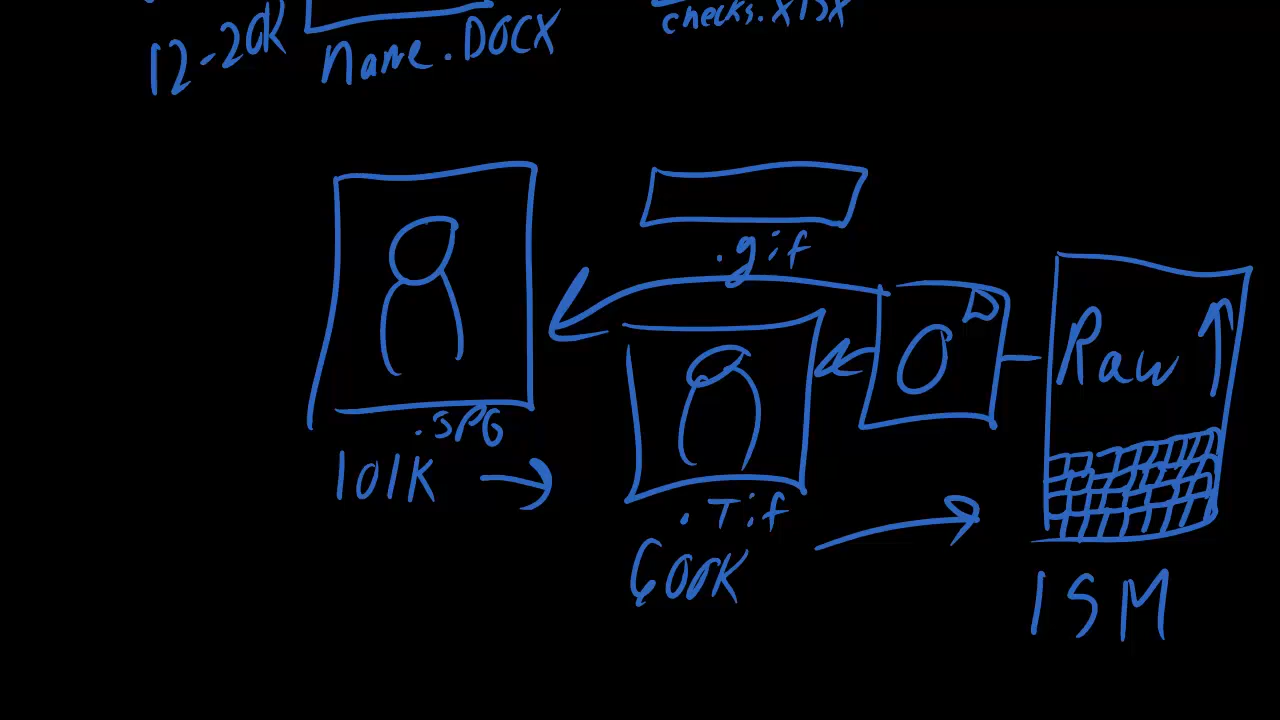 12-20K
name.DOCX
checks.XlSX
.gif
Raw
.JPG
101K
.Tif
600K
15M